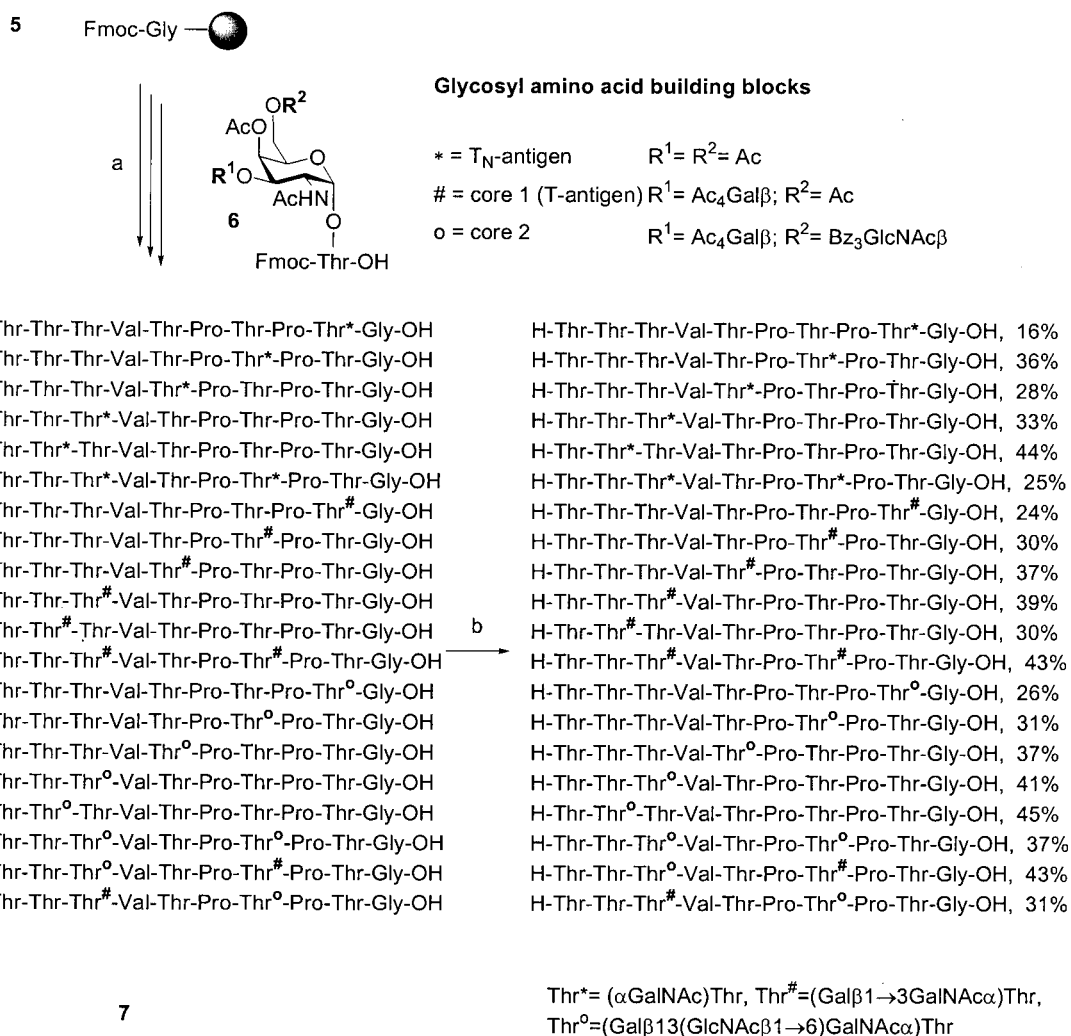 5 Fmoc-Gly
Glycosyl amino acid building blocks
a
OR²
AcO
O
R¹O
AcHN
O
6
Fmoc-Thr-OH
* = T_N-antigen R¹= R²= Ac
# = core 1 (T-antigen) R¹= Ac₄Galβ; R²= Ac
o = core 2 R¹= Ac₄Galβ; R²= Bz₃GlcNAcβ
Thr-Thr-Thr-Val-Thr-Pro-Thr-Pro-Thr*-Gly-OH
Thr-Thr-Thr-Val-Thr-Pro-Thr*-Pro-Thr-Gly-OH
Thr-Thr-Thr-Val-Thr*-Pro-Thr-Pro-Thr-Gly-OH
Thr-Thr-Thr*-Val-Thr-Pro-Thr-Pro-Thr-Gly-OH
Thr-Thr*-Thr-Val-Thr-Pro-Thr-Pro-Thr-Gly-OH
Thr-Thr-Thr*-Val-Thr-Pro-Thr*-Pro-Thr-Gly-OH
Thr-Thr-Thr-Val-Thr-Pro-Thr-Pro-Thr#-Gly-OH
Thr-Thr-Thr-Val-Thr-Pro-Thr#-Pro-Thr-Gly-OH
Thr-Thr-Thr-Val-Thr#-Pro-Thr-Pro-Thr-Gly-OH
Thr-Thr-Thr#-Val-Thr-Pro-Thr-Pro-Thr-Gly-OH
Thr-Thr#-Thr-Val-Thr-Pro-Thr-Pro-Thr-Gly-OH
Thr-Thr-Thr#-Val-Thr-Pro-Thr#-Pro-Thr-Gly-OH
Thr-Thr-Thr-Val-Thr-Pro-Thr-Pro-Thrᵒ-Gly-OH
Thr-Thr-Thr-Val-Thr-Pro-Thrᵒ-Pro-Thr-Gly-OH
Thr-Thr-Thr-Val-Thrᵒ-Pro-Thr-Pro-Thr-Gly-OH
Thr-Thr-Thrᵒ-Val-Thr-Pro-Thr-Pro-Thr-Gly-OH
Thr-Thrᵒ-Thr-Val-Thr-Pro-Thr-Pro-Thr-Gly-OH
Thr-Thr-Thrᵒ-Val-Thr-Pro-Thrᵒ-Pro-Thr-Gly-OH
Thr-Thr-Thrᵒ-Val-Thr-Pro-Thr#-Pro-Thr-Gly-OH
Thr-Thr-Thr#-Val-Thr-Pro-Thrᵒ-Pro-Thr-Gly-OH
7
b
H-Thr-Thr-Thr-Val-Thr-Pro-Thr-Pro-Thr*-Gly-OH, 16%
H-Thr-Thr-Thr-Val-Thr-Pro-Thr*-Pro-Thr-Gly-OH, 36%
H-Thr-Thr-Thr-Val-Thr*-Pro-Thr-Pro-Thr-Gly-OH, 28%
H-Thr-Thr-Thr*-Val-Thr-Pro-Thr-Pro-Thr-Gly-OH, 33%
H-Thr-Thr*-Thr-Val-Thr-Pro-Thr-Pro-Thr-Gly-OH, 44%
H-Thr-Thr-Thr*-Val-Thr-Pro-Thr*-Pro-Thr-Gly-OH, 25%
H-Thr-Thr-Thr-Val-Thr-Pro-Thr-Pro-Thr#-Gly-OH, 24%
H-Thr-Thr-Thr-Val-Thr-Pro-Thr#-Pro-Thr-Gly-OH, 30%
H-Thr-Thr-Thr-Val-Thr#-Pro-Thr-Pro-Thr-Gly-OH, 37%
H-Thr-Thr-Thr#-Val-Thr-Pro-Thr-Pro-Thr-Gly-OH, 39%
H-Thr-Thr#-Thr-Val-Thr-Pro-Thr-Pro-Thr-Gly-OH, 30%
H-Thr-Thr-Thr#-Val-Thr-Pro-Thr#-Pro-Thr-Gly-OH, 43%
H-Thr-Thr-Thr-Val-Thr-Pro-Thr-Pro-Thrᵒ-Gly-OH, 26%
H-Thr-Thr-Thr-Val-Thr-Pro-Thrᵒ-Pro-Thr-Gly-OH, 31%
H-Thr-Thr-Thr-Val-Thrᵒ-Pro-Thr-Pro-Thr-Gly-OH, 37%
H-Thr-Thr-Thrᵒ-Val-Thr-Pro-Thr-Pro-Thr-Gly-OH, 41%
H-Thr-Thrᵒ-Thr-Val-Thr-Pro-Thr-Pro-Thr-Gly-OH, 45%
H-Thr-Thr-Thrᵒ-Val-Thr-Pro-Thrᵒ-Pro-Thr-Gly-OH, 37%
H-Thr-Thr-Thrᵒ-Val-Thr-Pro-Thr#-Pro-Thr-Gly-OH, 43%
H-Thr-Thr-Thr#-Val-Thr-Pro-Thrᵒ-Pro-Thr-Gly-OH, 31%
Thr*= (αGalNAc)Thr, Thr#=(Galβ1→3GalNAcα)Thr,
Thrᵒ=(Galβ13(GlcNAcβ1→6)GalNAcα)Thr